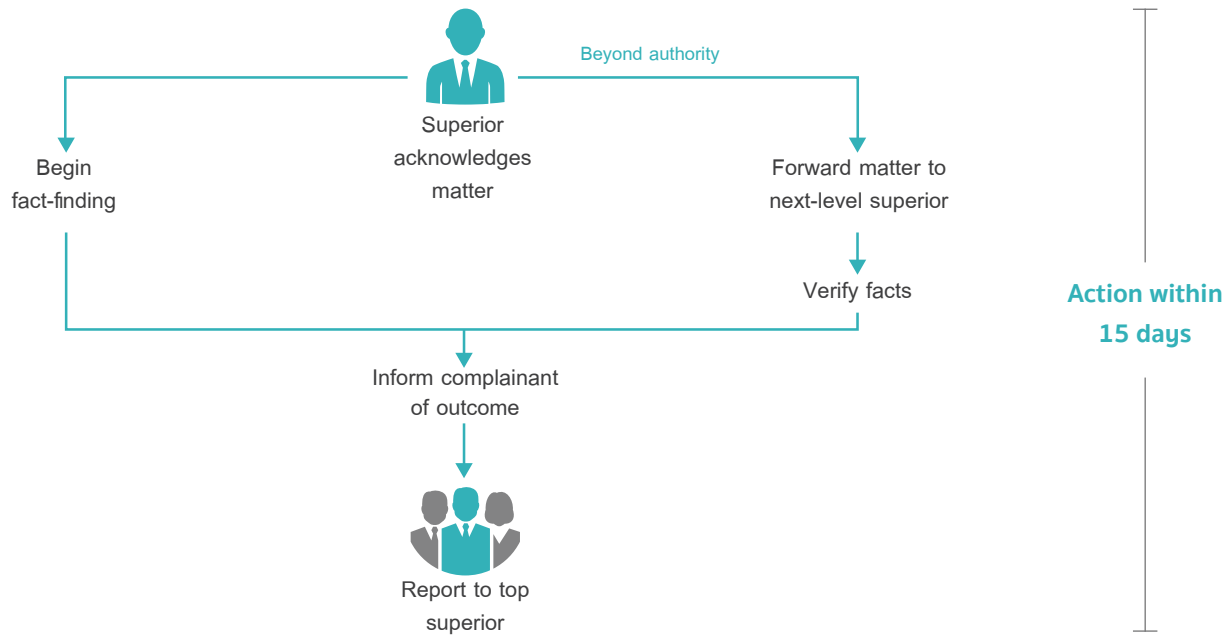 Beyond authority
Superior
acknowledges
matter
Begin
fact-finding
Forward matter to
next-level superior
Verify facts
Action within
15 days
Inform complainant
of outcome
Report to top
superior